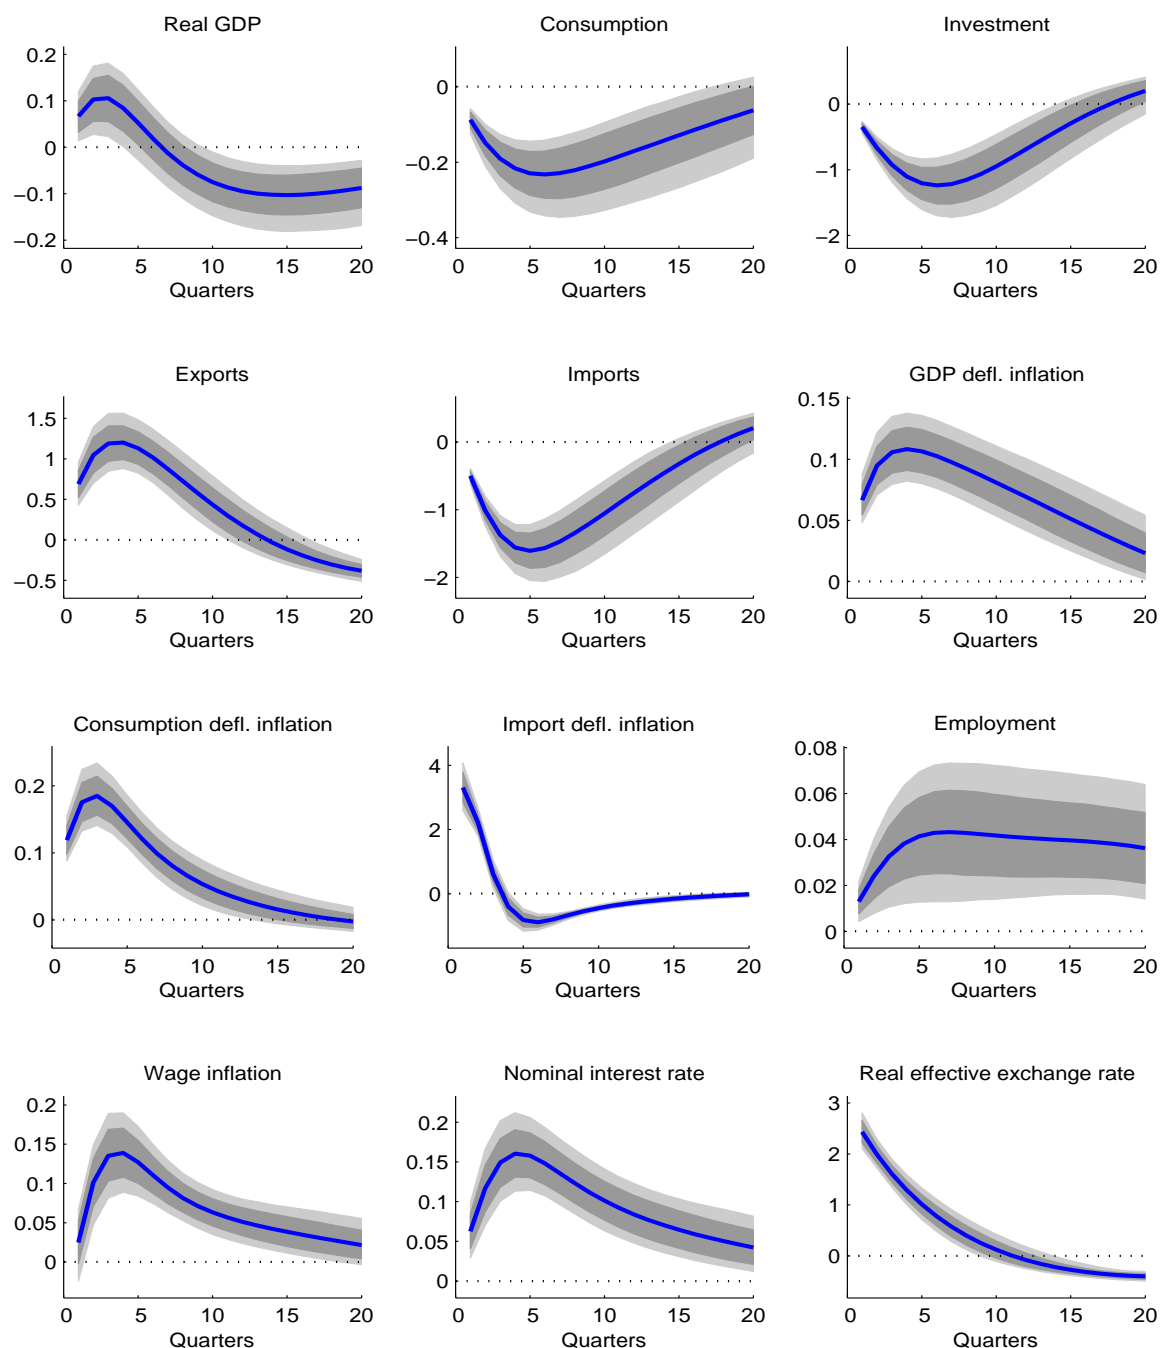 Real GDP
0.2
0.1
0
−0.1
−0.2
0 5 10 15 20
Quarters
Consumption
0
−0.2
−0.4
0 5 10 15 20
Quarters
Investment
0
−1
−2
0 5 10 15 20
Quarters
Exports
1.5
1
0.5
0
−0.5
0 5 10 15 20
Quarters
Imports
0
−1
−2
0 5 10 15 20
Quarters
GDP defl. inflation
0.15
0.1
0.05
0
0 5 10 15 20
Quarters
Consumption defl. inflation
0.2
0.1
0
0 5 10 15 20
Quarters
Import defl. inflation
4
2
0
0 5 10 15 20
Quarters
Employment
0.08
0.06
0.04
0.02
0
0 5 10 15 20
Quarters
Wage inflation
0.2
0.15
0.1
0.05
0
0 5 10 15 20
Quarters
Nominal interest rate
0.2
0.15
0.1
0.05
0
0 5 10 15 20
Quarters
Real effective exchange rate
3
2
1
0
0 5 10 15 20
Quarters